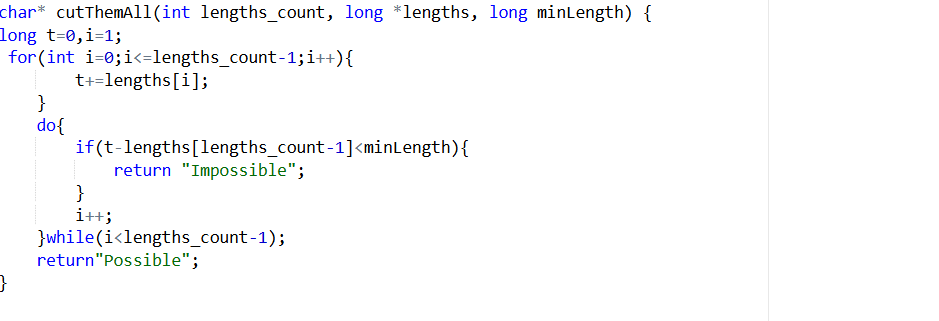 char* cutThemAll(int lengths_count, long *lengths, long minLength) {
long t=0,i=1;
for(int i=0;i<=lengths_count-1;i++){
t+=lengths[i];
}
do{
if(t-lengths[lengths_count-1]<minLength){
return "Impossible";
}
i++;
}while(i<lengths_count-1);
return"Possible";
}